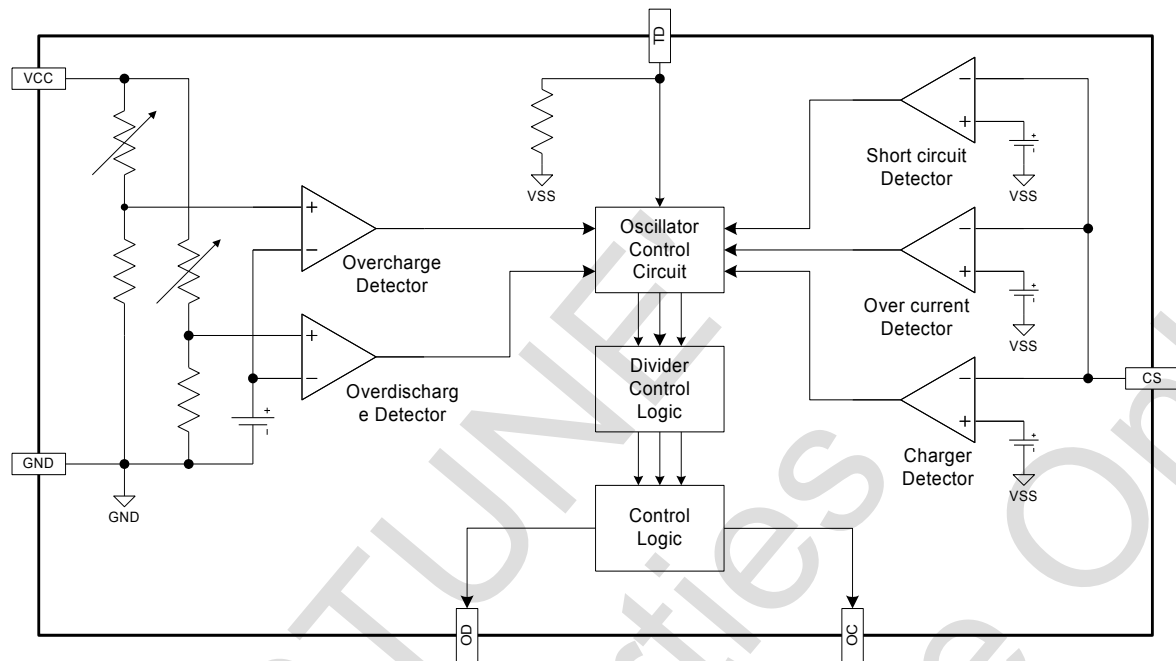 TD
VCC
Short circuit
Detector
VSS
VSS
Oscillator
Control
Circuit
Overcharge
Detector
Over current
Detector
VSS
Divider
Control
Logic
Overdischarg
e Detector
CS
Charger
Detector
VSS
GND
GND
Control
Logic
OD
OC
TUNE